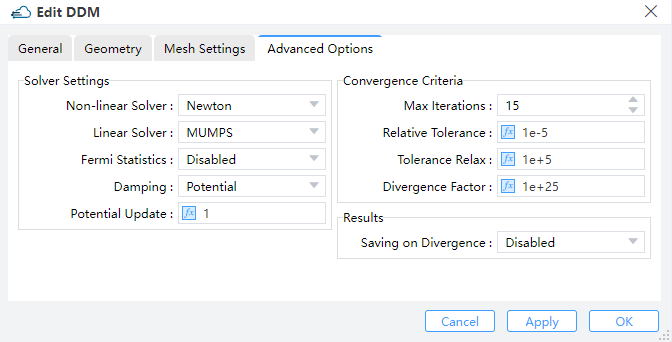 Edit DDM
General Geometry Mesh Settings Advanced Options
Solver Settings
Non-linear Solver : Newton
Linear Solver : MUMPS
Fermi Statistics : Disabled
Damping : Potential
Potential Update : fx 1
Convergence Criteria
Max Iterations : 15
Relative Tolerance : fx 1e-5
Tolerance Relax : fx 1e+5
Divergence Factor : fx 1e+25
Results
Saving on Divergence : Disabled
Cancel Apply OK